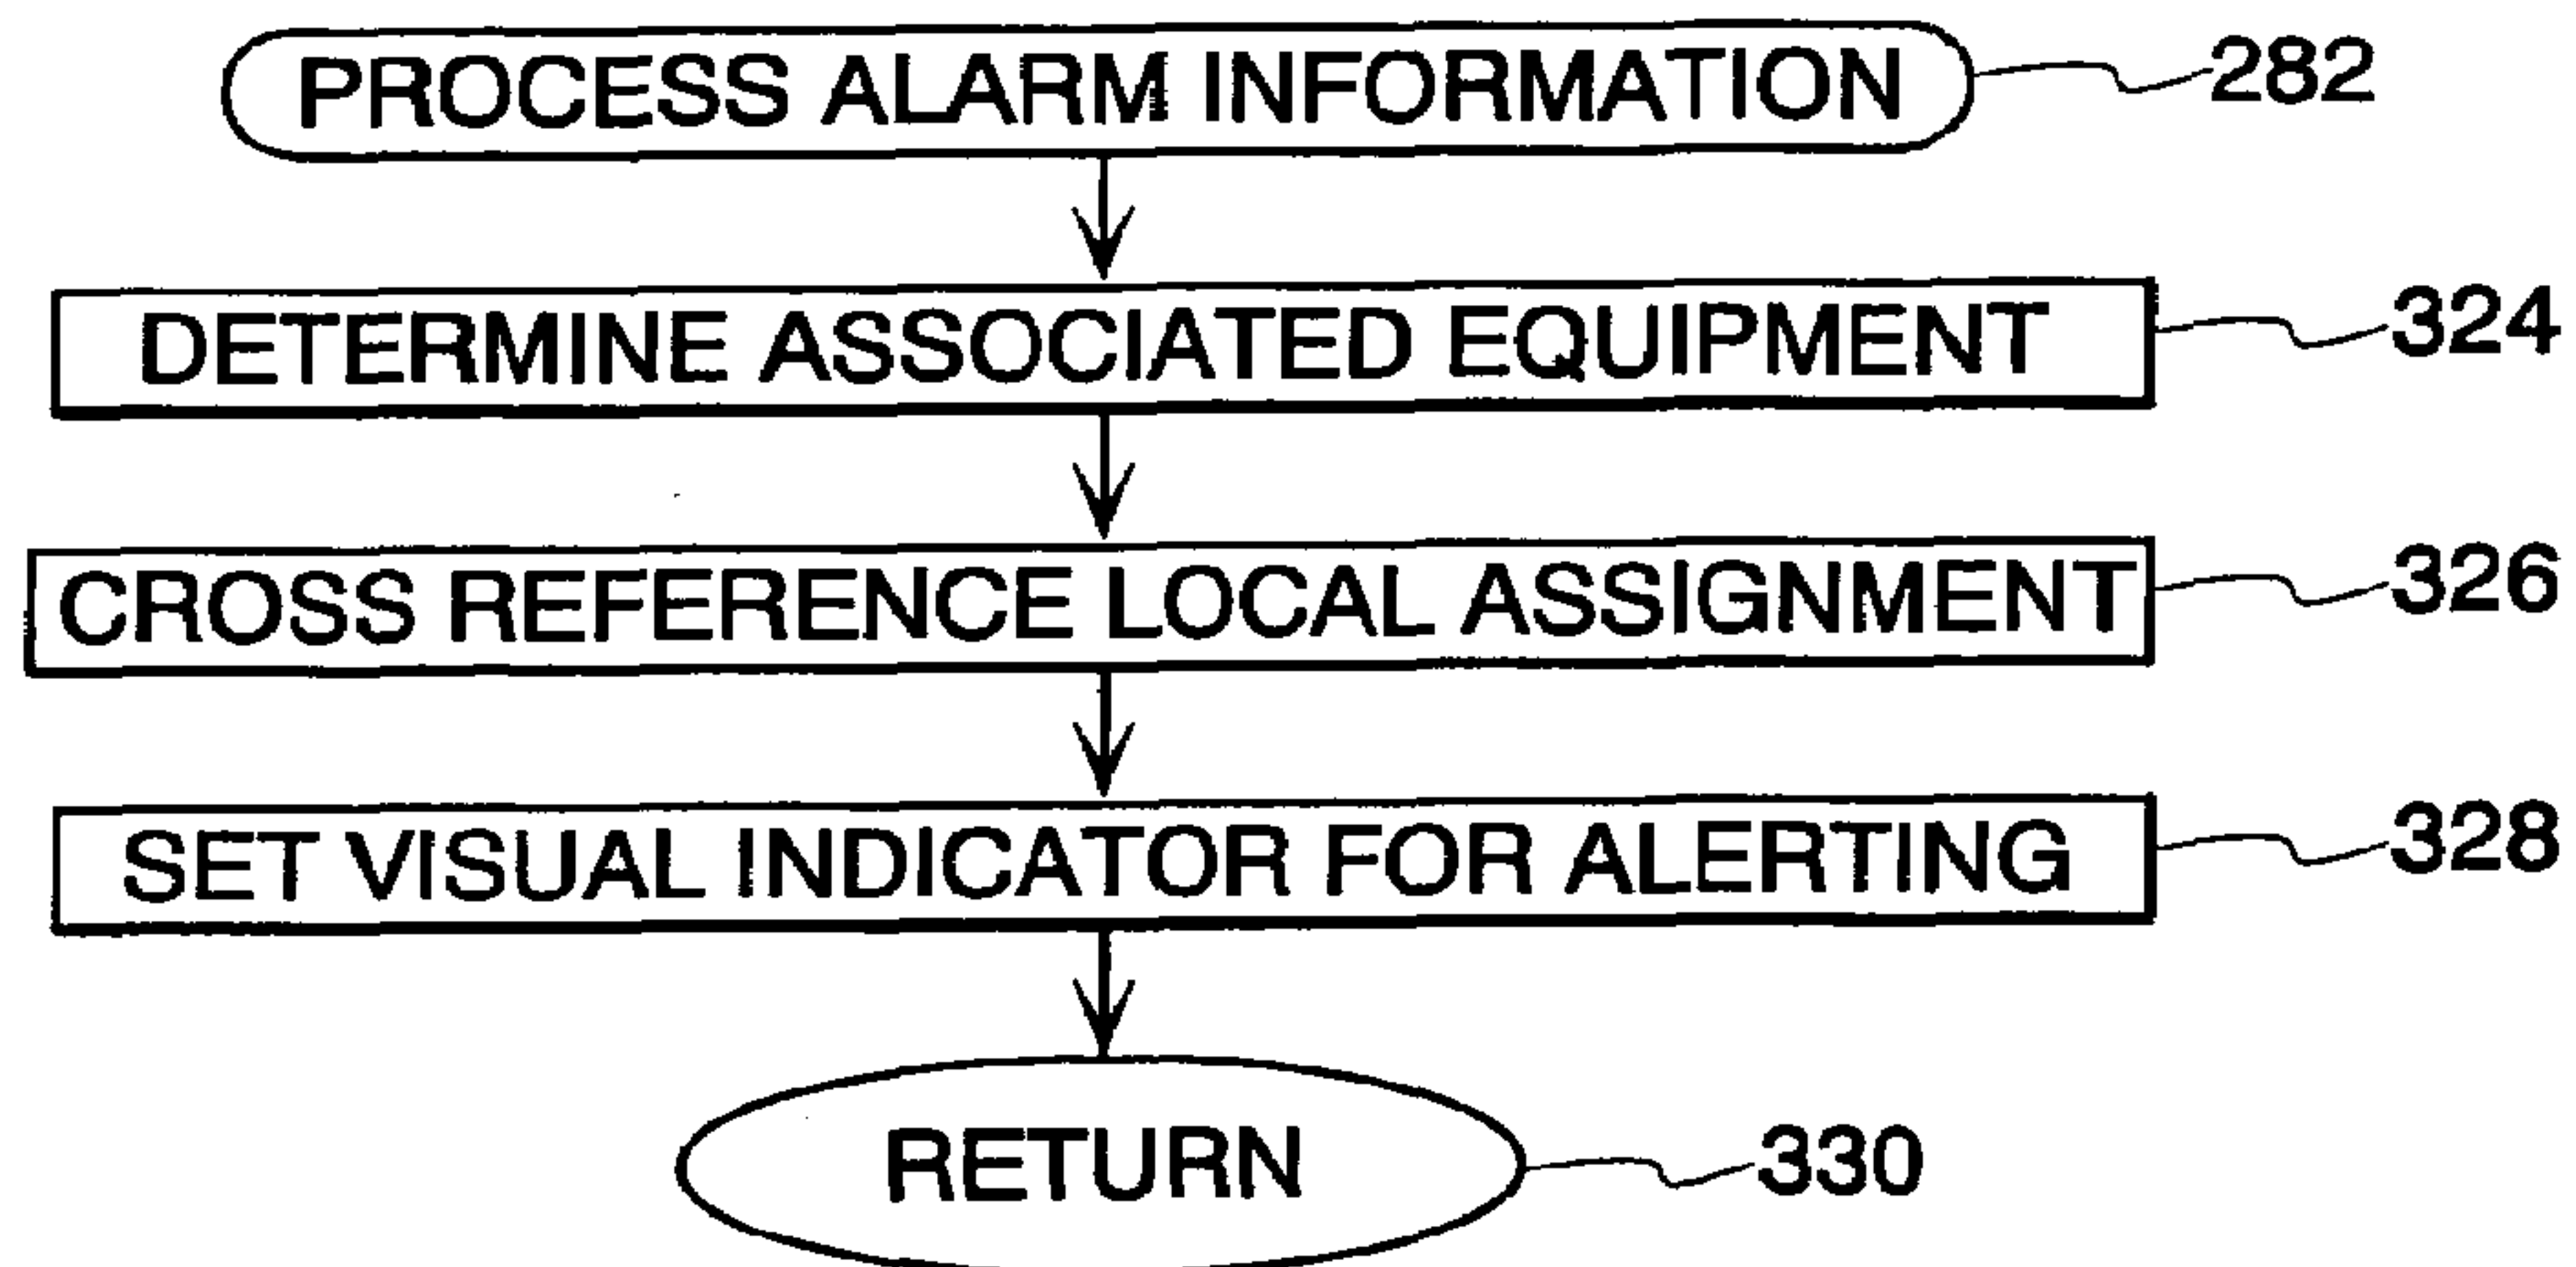 PROCESS ALARM INFORMATION 282
DETERMINE ASSOCIATED EQUIPMENT 324
CROSS REFERENCE LOCAL ASSIGNMENT 326
SET VISUAL INDICATOR FOR ALERTING 328
RETURN 330